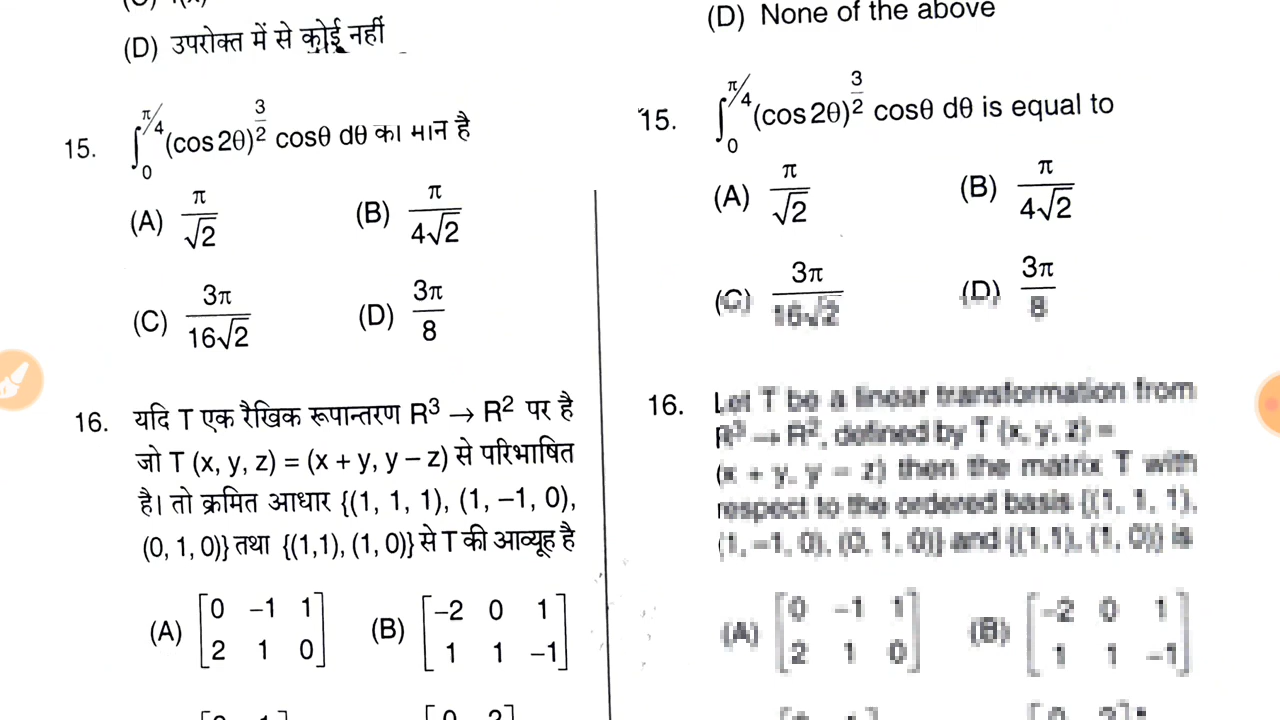 (D) उपरोक्त में से कोई नहीं
15. ∫₀^π/4 (cos 2θ)^3/2 cosθ dθ का मान है
(A) π/√2 (B) π/4√2
(C) 3π/16√2 (D) 3π/8
16. यदि T एक रैखिक रूपान्तरण R³ → R² पर है
जो T (x, y, z) = (x + y, y – z) से परिभाषित
है। तो क्रमित आधार {(1, 1, 1), (1, –1, 0),
(0, 1, 0)} तथा {(1,1), (1, 0)} से T की आव्यूह है
(A) [0 –1 1] (B) [–2 0 1]
[2 1 0] [1 1 –1]
(D) None of the above
15. ∫₀^π/4 (cos 2θ)^3/2 cosθ dθ is equal to
(A) π/√2 (B) π/4√2
(C) 3π/16√2 (D) 3π/8
16. Let T be a linear transformation from
R³ → R², defined by T (x, y, z) =
(x + y, y – z) then the matrix T with
respect to the ordered basis {(1, 1, 1),
(1, –1, 0), (0, 1, 0)} and {(1,1), (1, 0)} is
(A) [0 –1 1] (B) [–2 0 1]
[2 1 0] [1 1 –1]